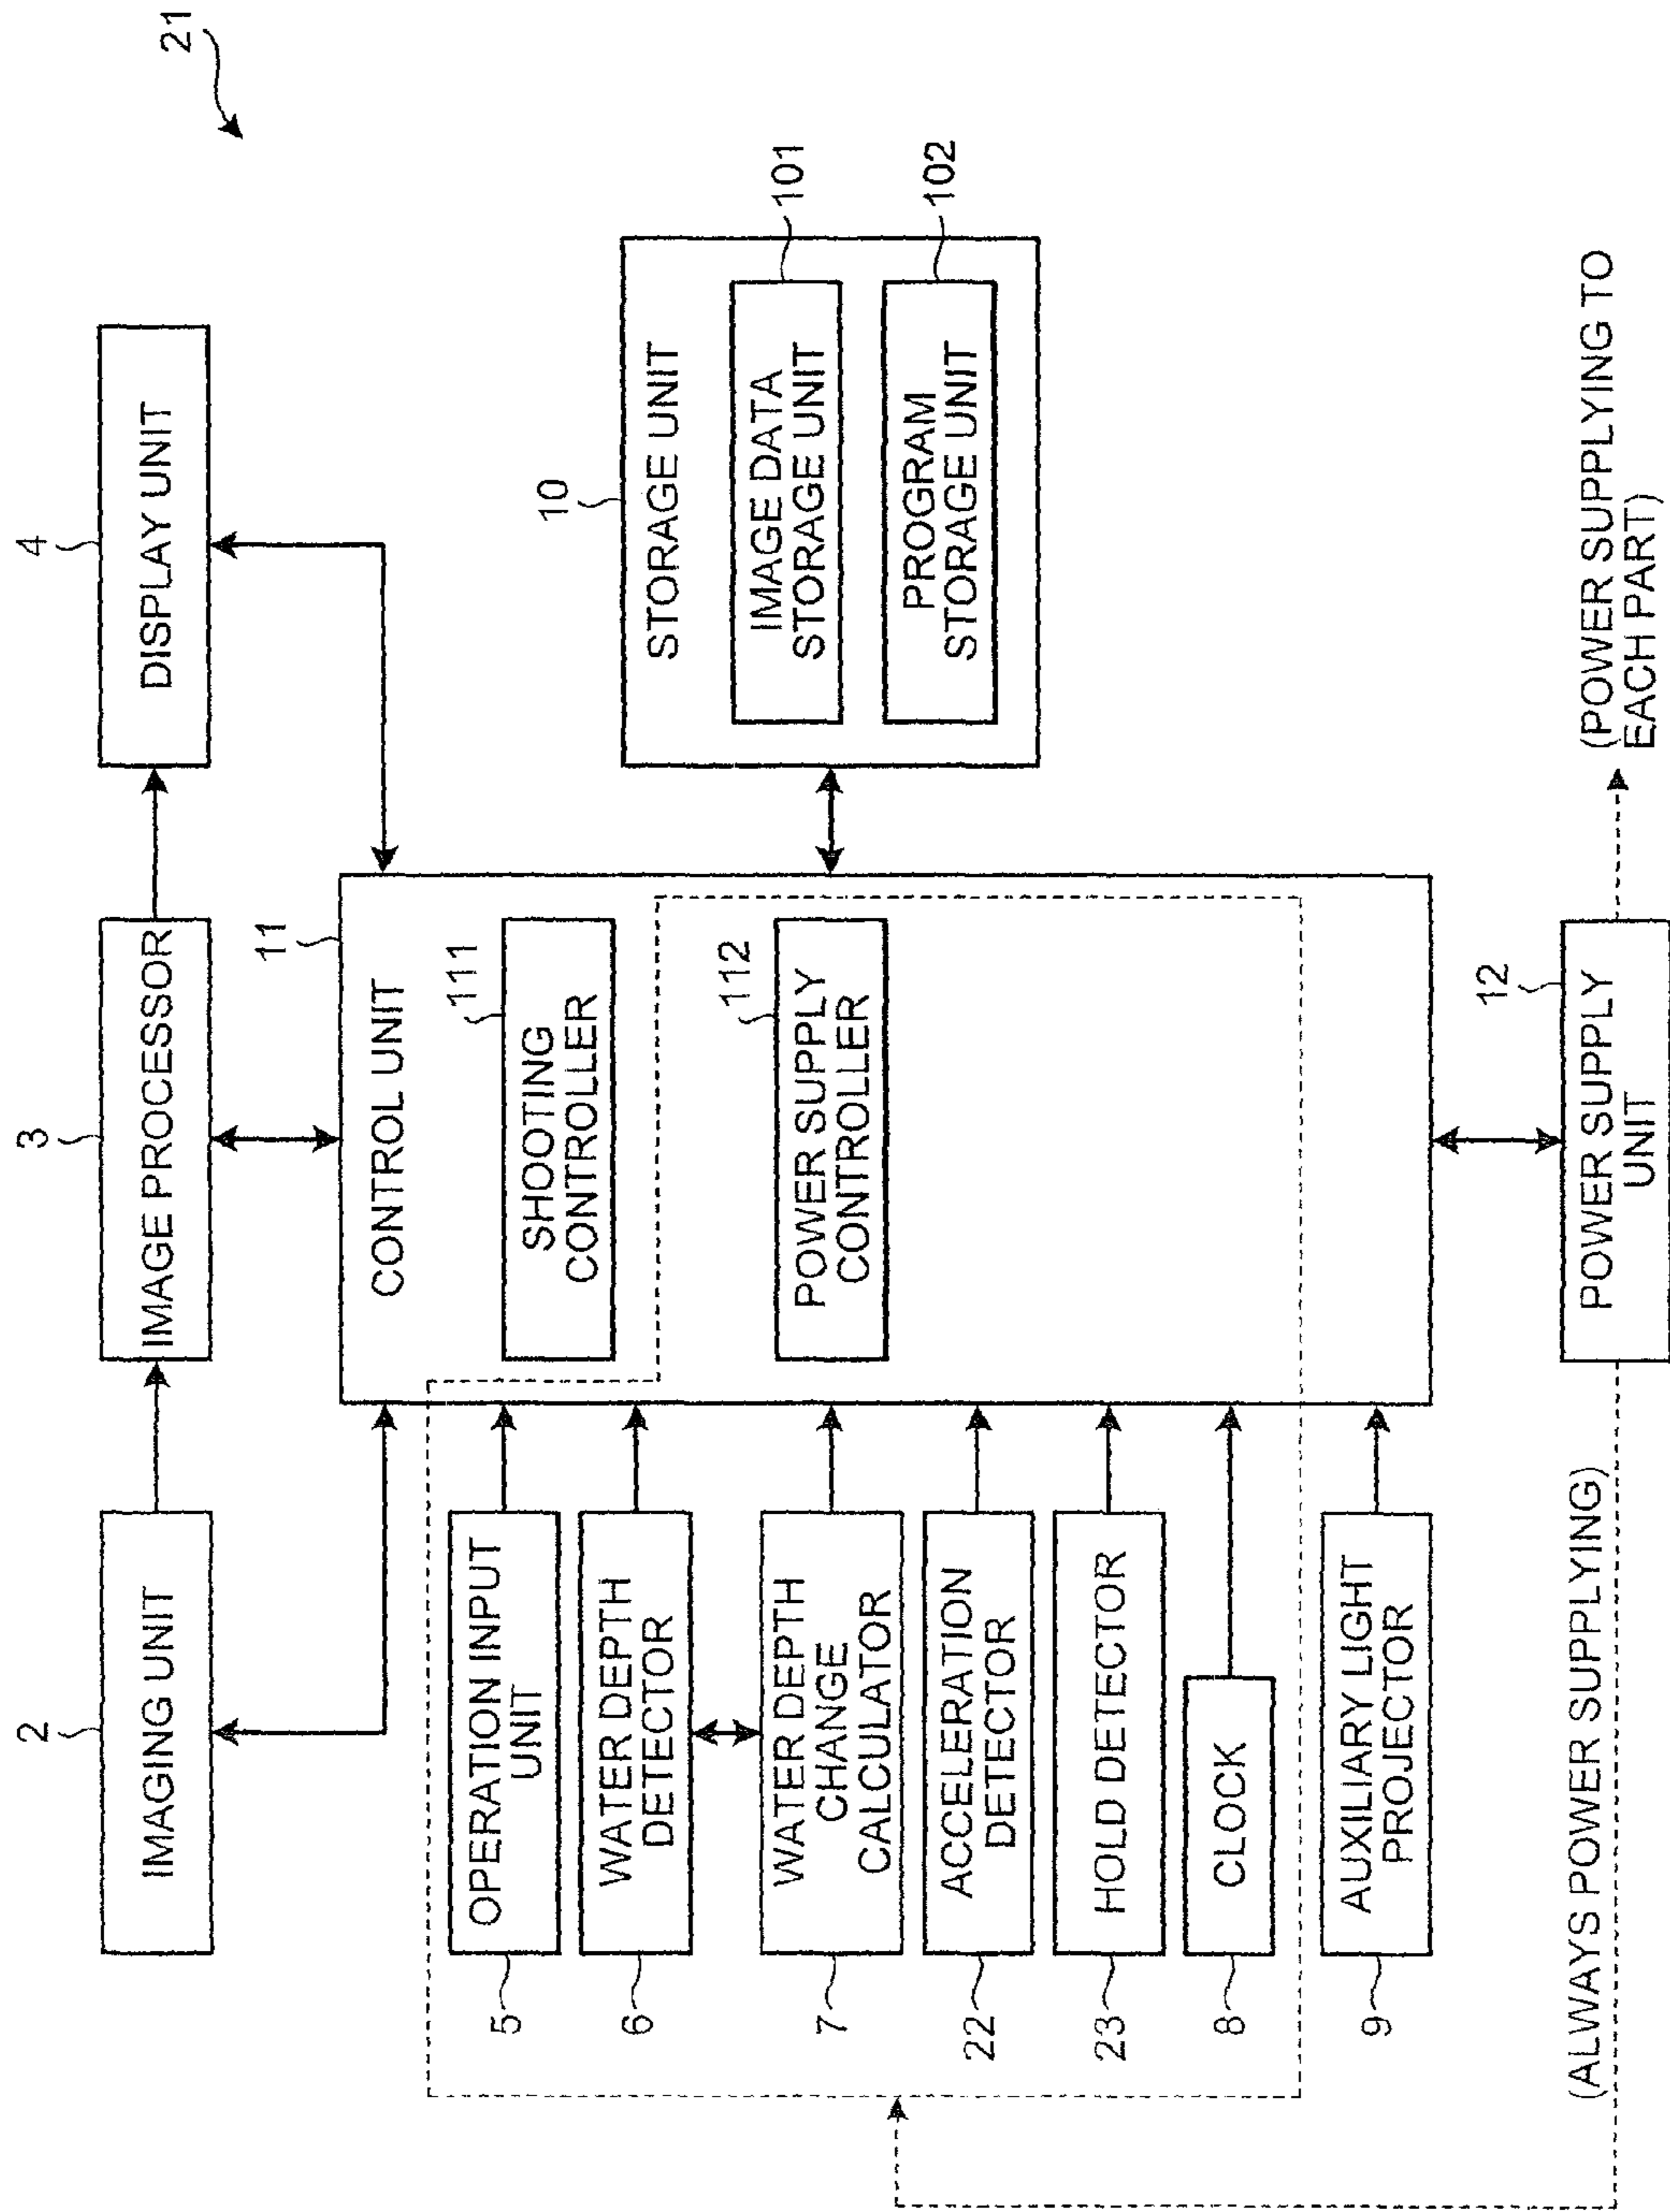 21
2
IMAGING UNIT
3
IMAGE PROCESSOR
4
DISPLAY UNIT
11
CONTROL UNIT
111
SHOOTING
CONTROLLER
112
POWER SUPPLY
CONTROLLER
10
STORAGE UNIT
IMAGE DATA
STORAGE UNIT
101
PROGRAM
STORAGE UNIT
102
5
OPERATION INPUT
UNIT
6
WATER DEPTH
DETECTOR
7
WATER DEPTH
CHANGE
CALCULATOR
22
ACCELERATION
DETECTOR
23
HOLD DETECTOR
8
CLOCK
9
AUXILIARY LIGHT
PROJECTOR
(ALWAYS POWER SUPPLYING)
12
POWER SUPPLY
UNIT
(POWER SUPPLYING TO
EACH PART)